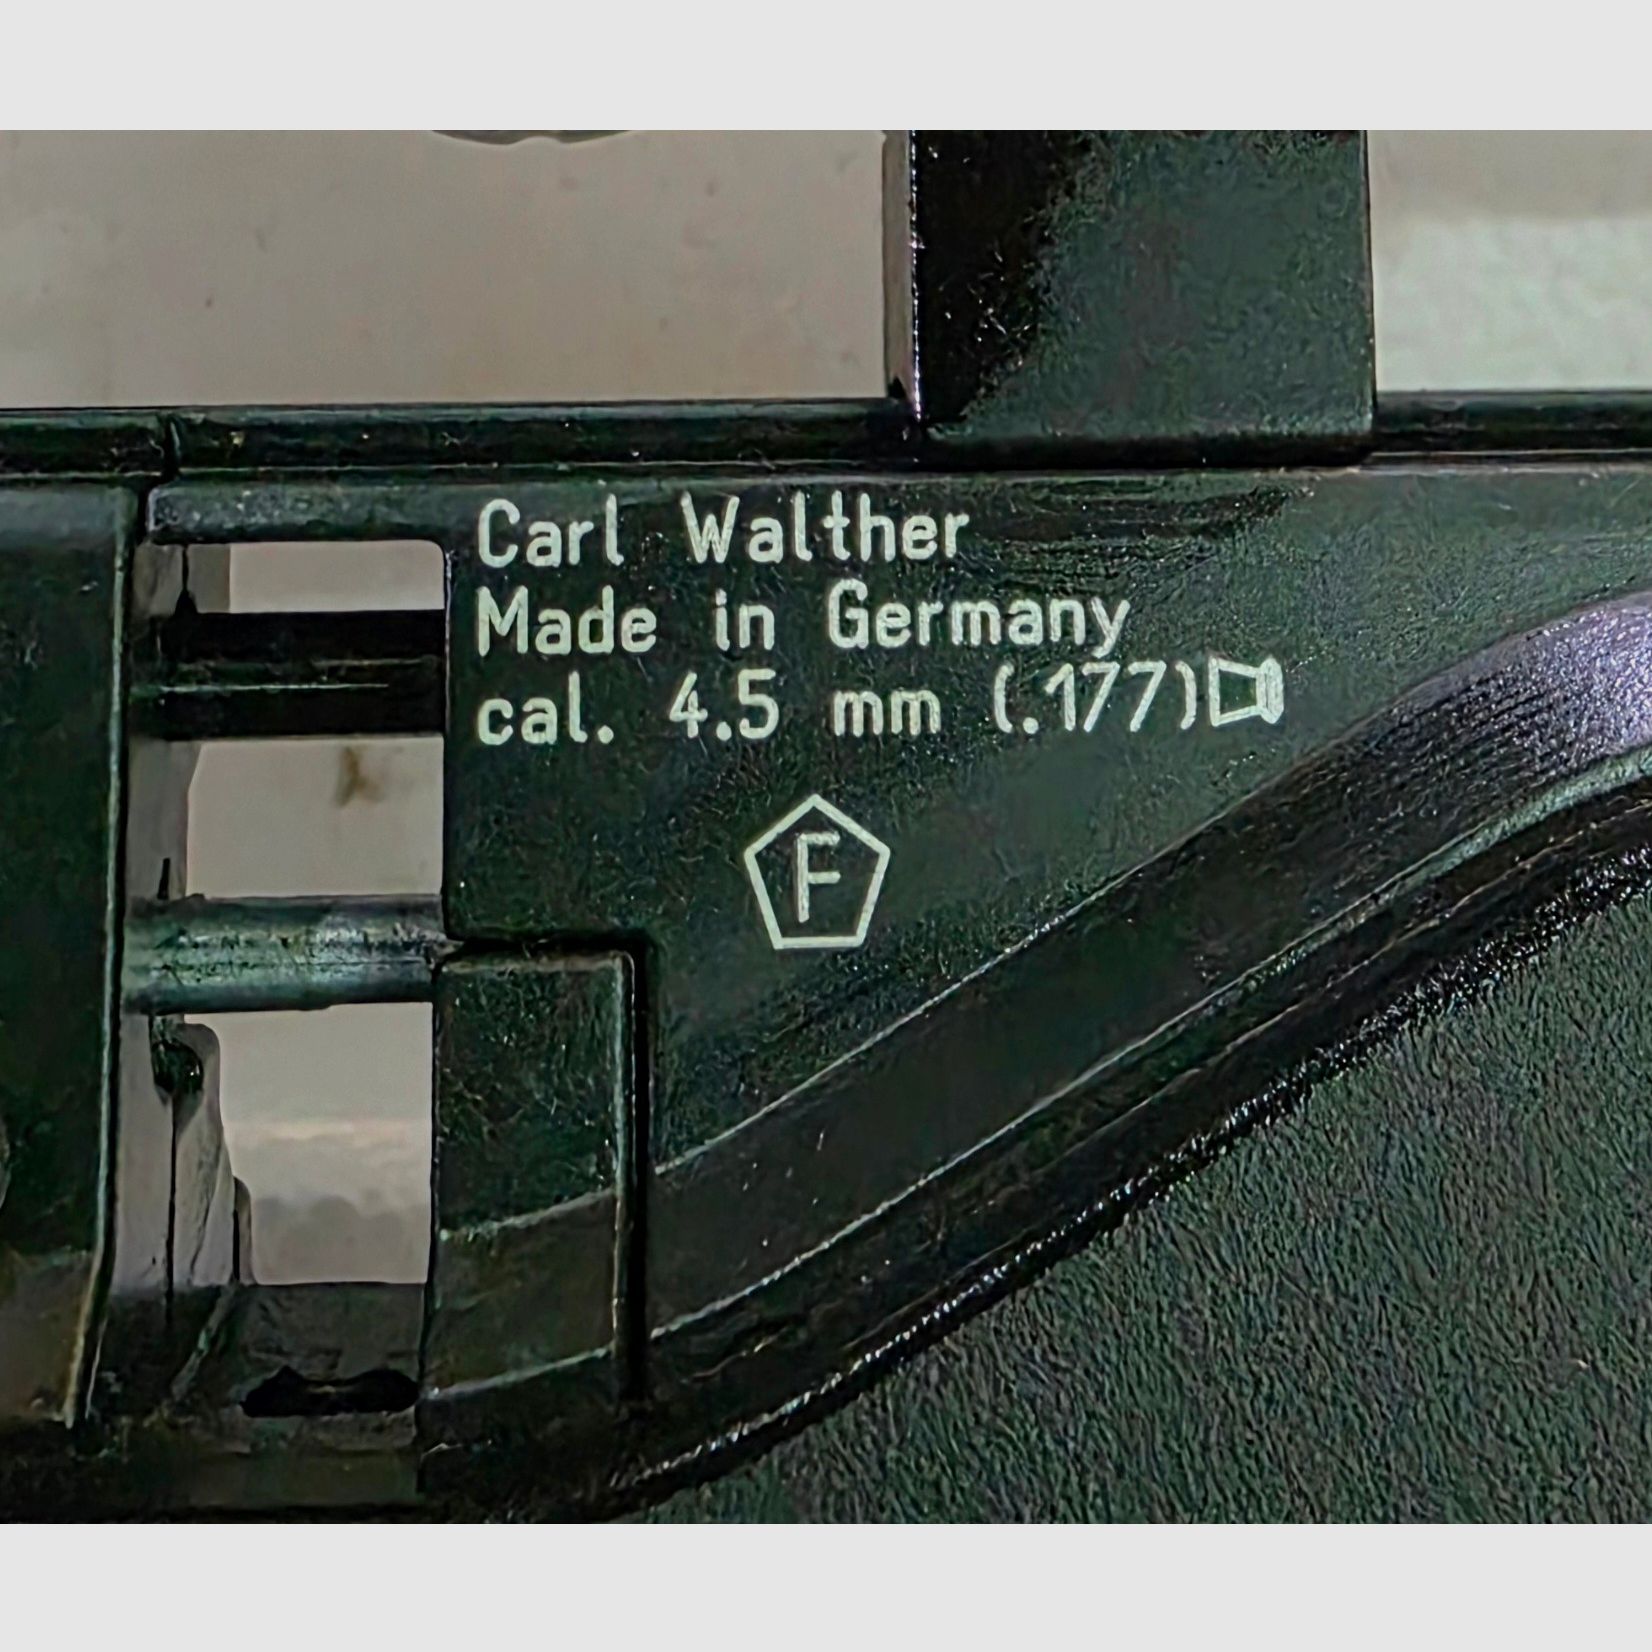 Carl Walther
Made in Germany
cal. 4.5 mm (.177)
F